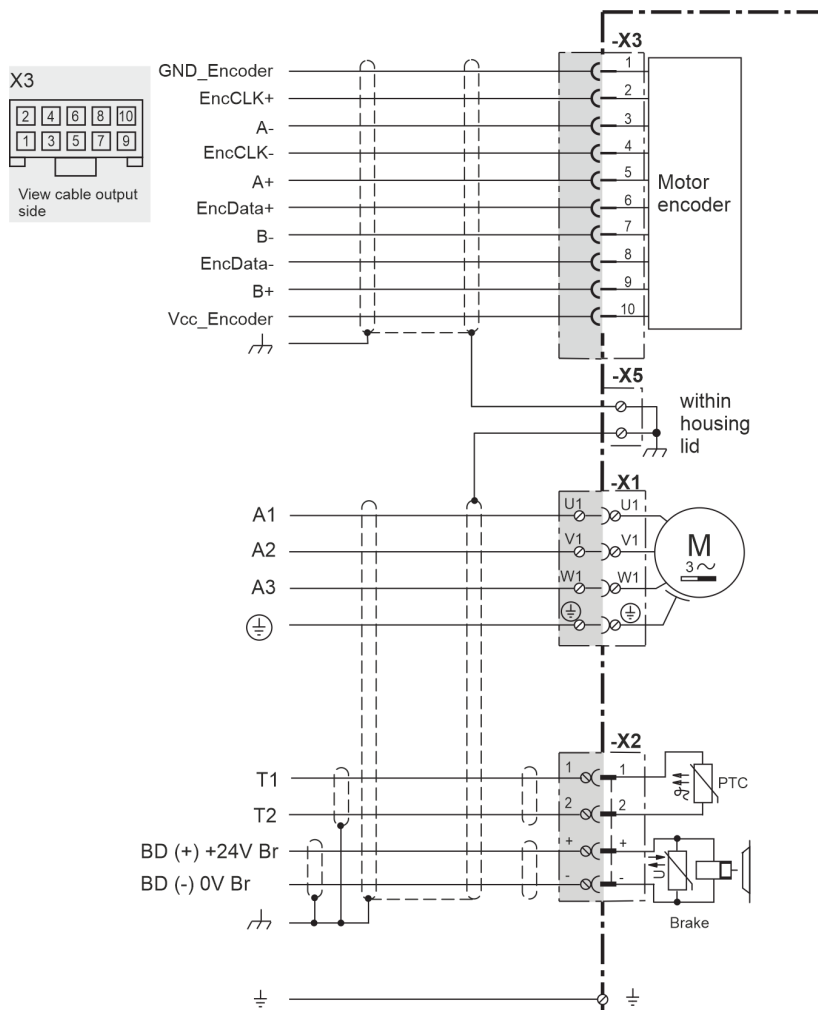 X3
2 4 6 8 10
1 3 5 7 9
View cable output
side
-X3
GND_Encoder 1
EncCLK+ 2
A- 3
EncCLK- 4
A+ 5
EncData+ 6
B- 7
EncData- 8
B+ 9
Vcc_Encoder 10
Motor
encoder
-X5
within
housing
lid
-X1
A1 U1 U1
A2 V1 V1
A3 W1 W1
M
3~
-X2
T1 1 1
T2 2 2
PTC
BD (+) +24V Br + +
BD (-) 0V Br - -
U
Brake